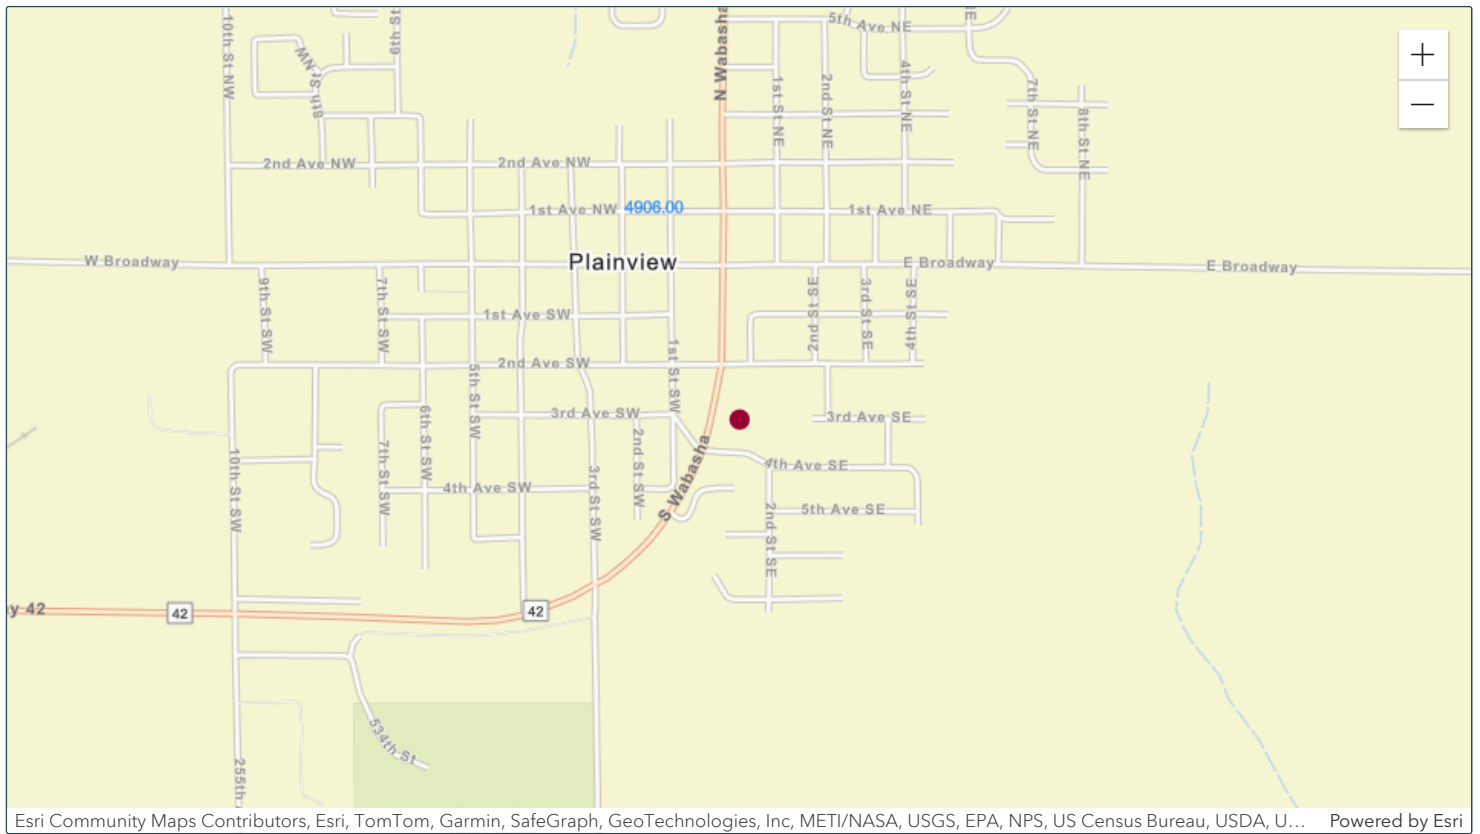 5th Ave NE
NE
N Wabasha
10th St NW
6th St
8th St NW
1st St NE
2nd St NE
4th St NE
7th St NE
8th St NE
+
−
2nd Ave NW
2nd Ave NW
1st Ave NW
4906.00
1st Ave NE
W Broadway
Plainview
E Broadway
E Broadway
9th St SW
7th St SW
2nd St SE
3rd St SE
4th St SE
1st Ave SW
2nd Ave SW
1st St SW
5th St SW
3rd Ave SW
6th St SW
3rd Ave SE
2nd St SW
S Wabasha
10th St SW
7th St SW
4th Ave SE
3rd St SW
4th Ave SW
5th Ave SE
2nd St SE
y 42
42
42
534th St
255th
Esri Community Maps Contributors, Esri, TomTom, Garmin, SafeGraph, GeoTechnologies, Inc, METI/NASA, USGS, EPA, NPS, US Census Bureau, USDA, U...
Powered by Esri